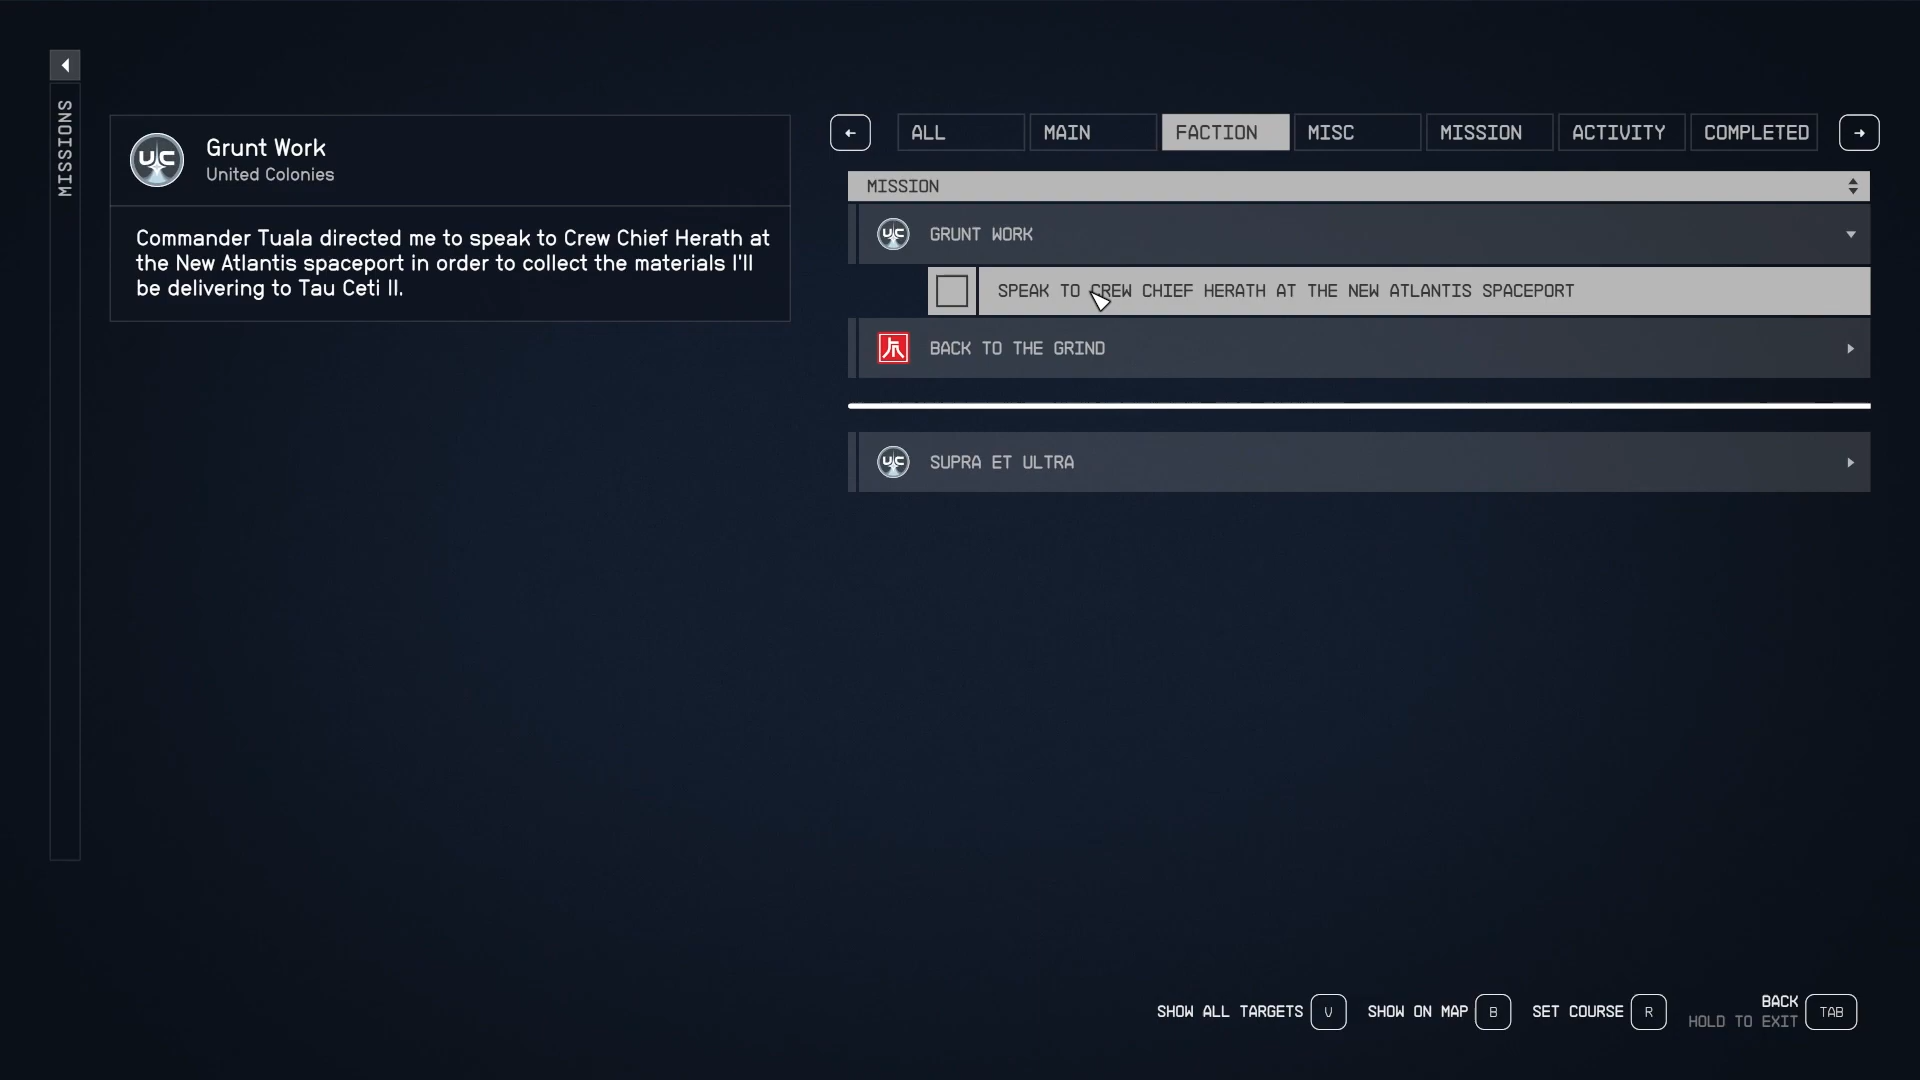 MISSIONS
UC
Grunt Work
United Colonies
Commander Tuala directed me to speak to Crew Chief Herath at
the New Atlantis spaceport in order to collect the materials I'll
be delivering to Tau Ceti II.
ALL
MAIN
FACTION
MISC
MISSION
ACTIVITY
COMPLETED
MISSION
UC
GRUNT WORK
SPEAK TO CREW CHIEF HERATH AT THE NEW ATLANTIS SPACEPORT
BACK TO THE GRIND
UC
SUPRA ET ULTRA
SHOW ALL TARGETS V
SHOW ON MAP B
SET COURSE R
BACK
HOLD TO EXIT
TAB